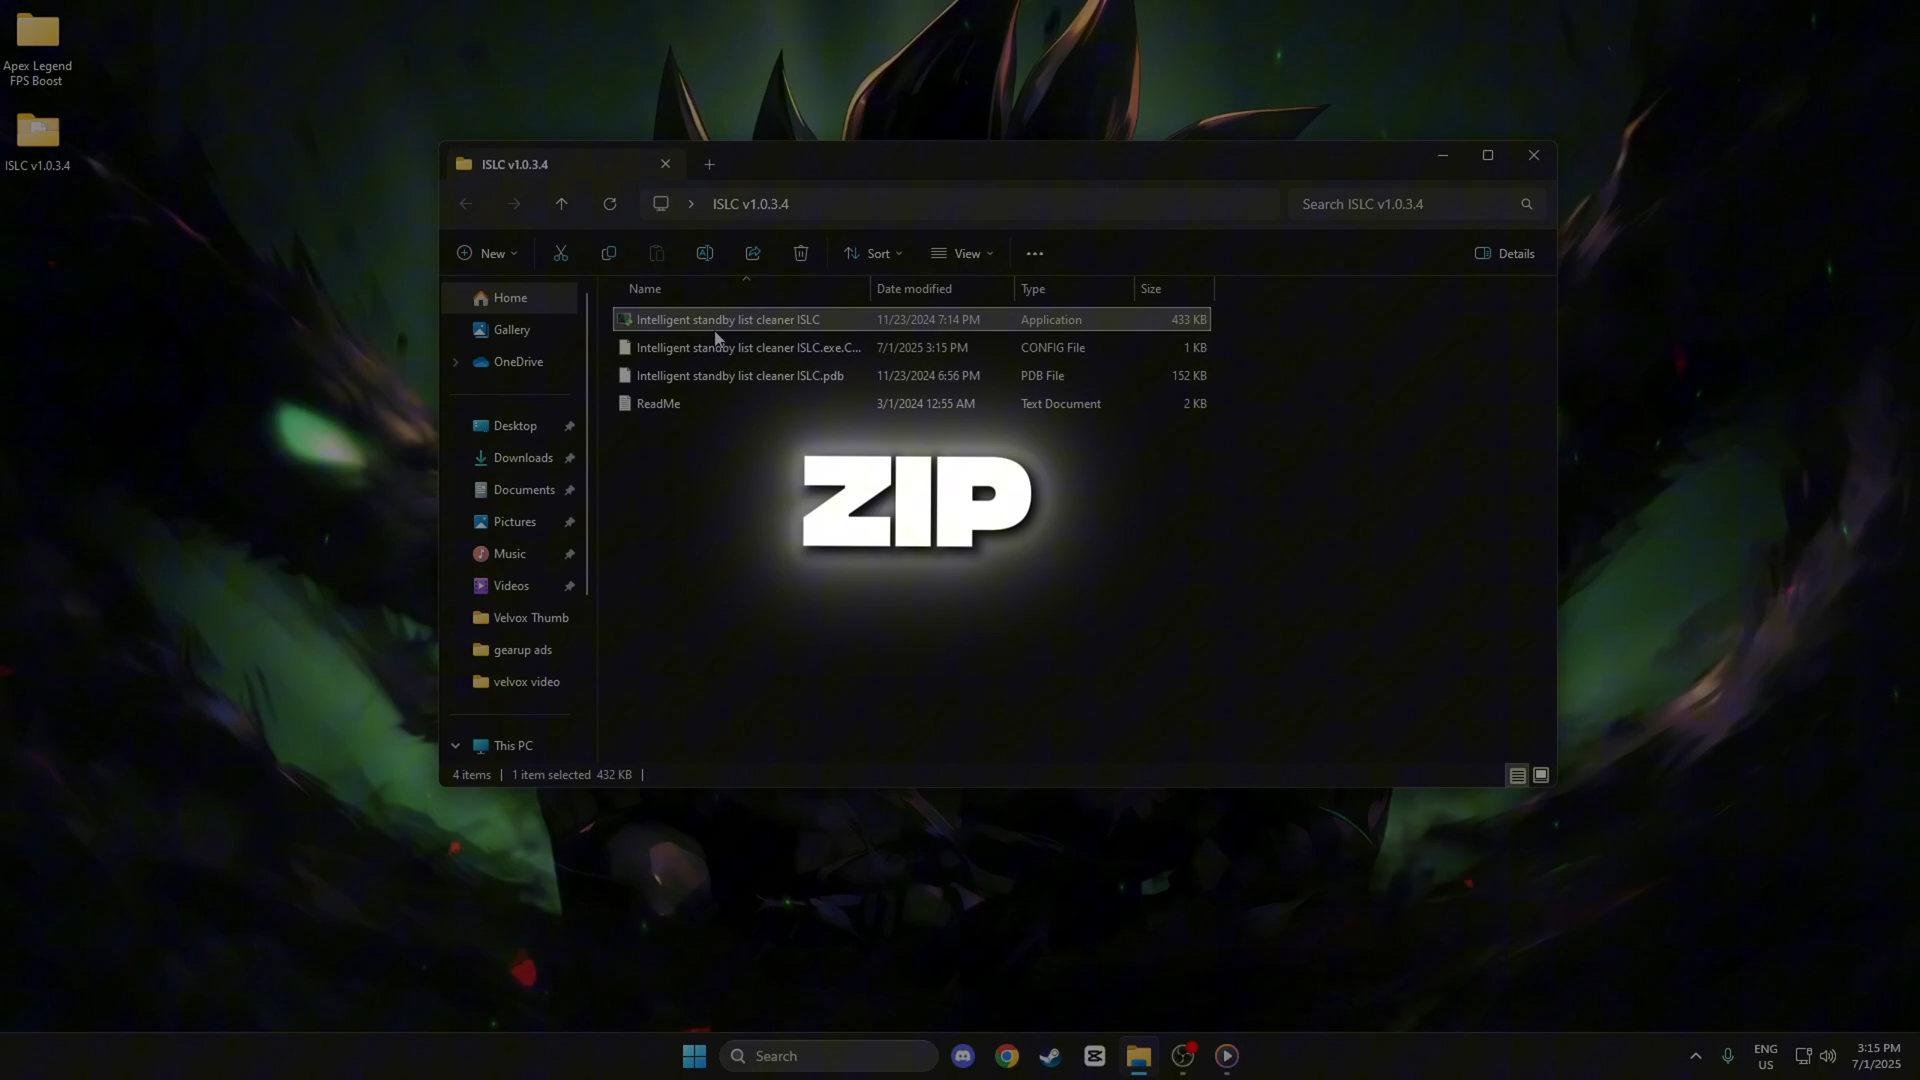 Apex Legend
FPS Boost
ISLC v1.0.3.4
ISLC v1.0.3.4
ISLC v1.0.3.4
Search ISLC v1.0.3.4
New
Sort
View
Details
Name
Date modified
Type
Size
Home
Gallery
OneDrive
Desktop
Downloads
Documents
Pictures
Music
Videos
Velvox Thumb
gearup ads
velvox video
This PC
Intelligent standby list cleaner ISLC 11/23/2024 7:14 PM Application 433 KB
Intelligent standby list cleaner ISLC.exe.C... 7/1/2025 3:15 PM CONFIG File 1 KB
Intelligent standby list cleaner ISLC.pdb 11/23/2024 6:56 PM PDB File 152 KB
ReadMe 3/1/2024 12:55 AM Text Document 2 KB
ZIP
4 items 1 item selected 432 KB
Search
ENG
US
3:15 PM
7/1/2025